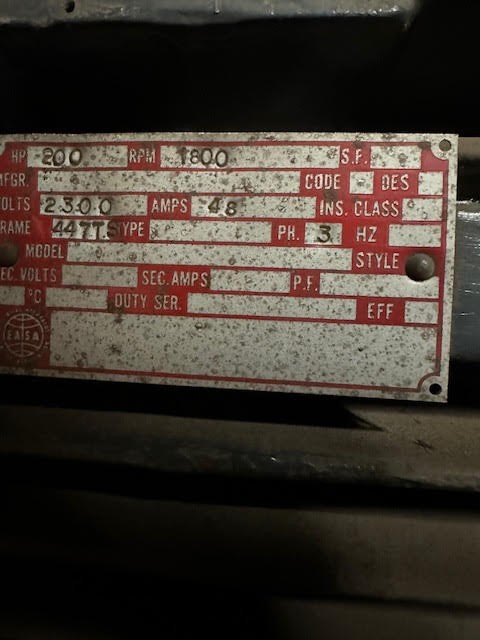 HP 200 RPM 1800 S.F.
MFGR. CODE DES
VOLTS 2300 AMPS 48 INS. CLASS
FRAME 447T.S TYPE PH. 3 HZ
MODEL STYLE
SEC. VOLTS SEC. AMPS P.F.
°C DUTY SER. EFF
EASA